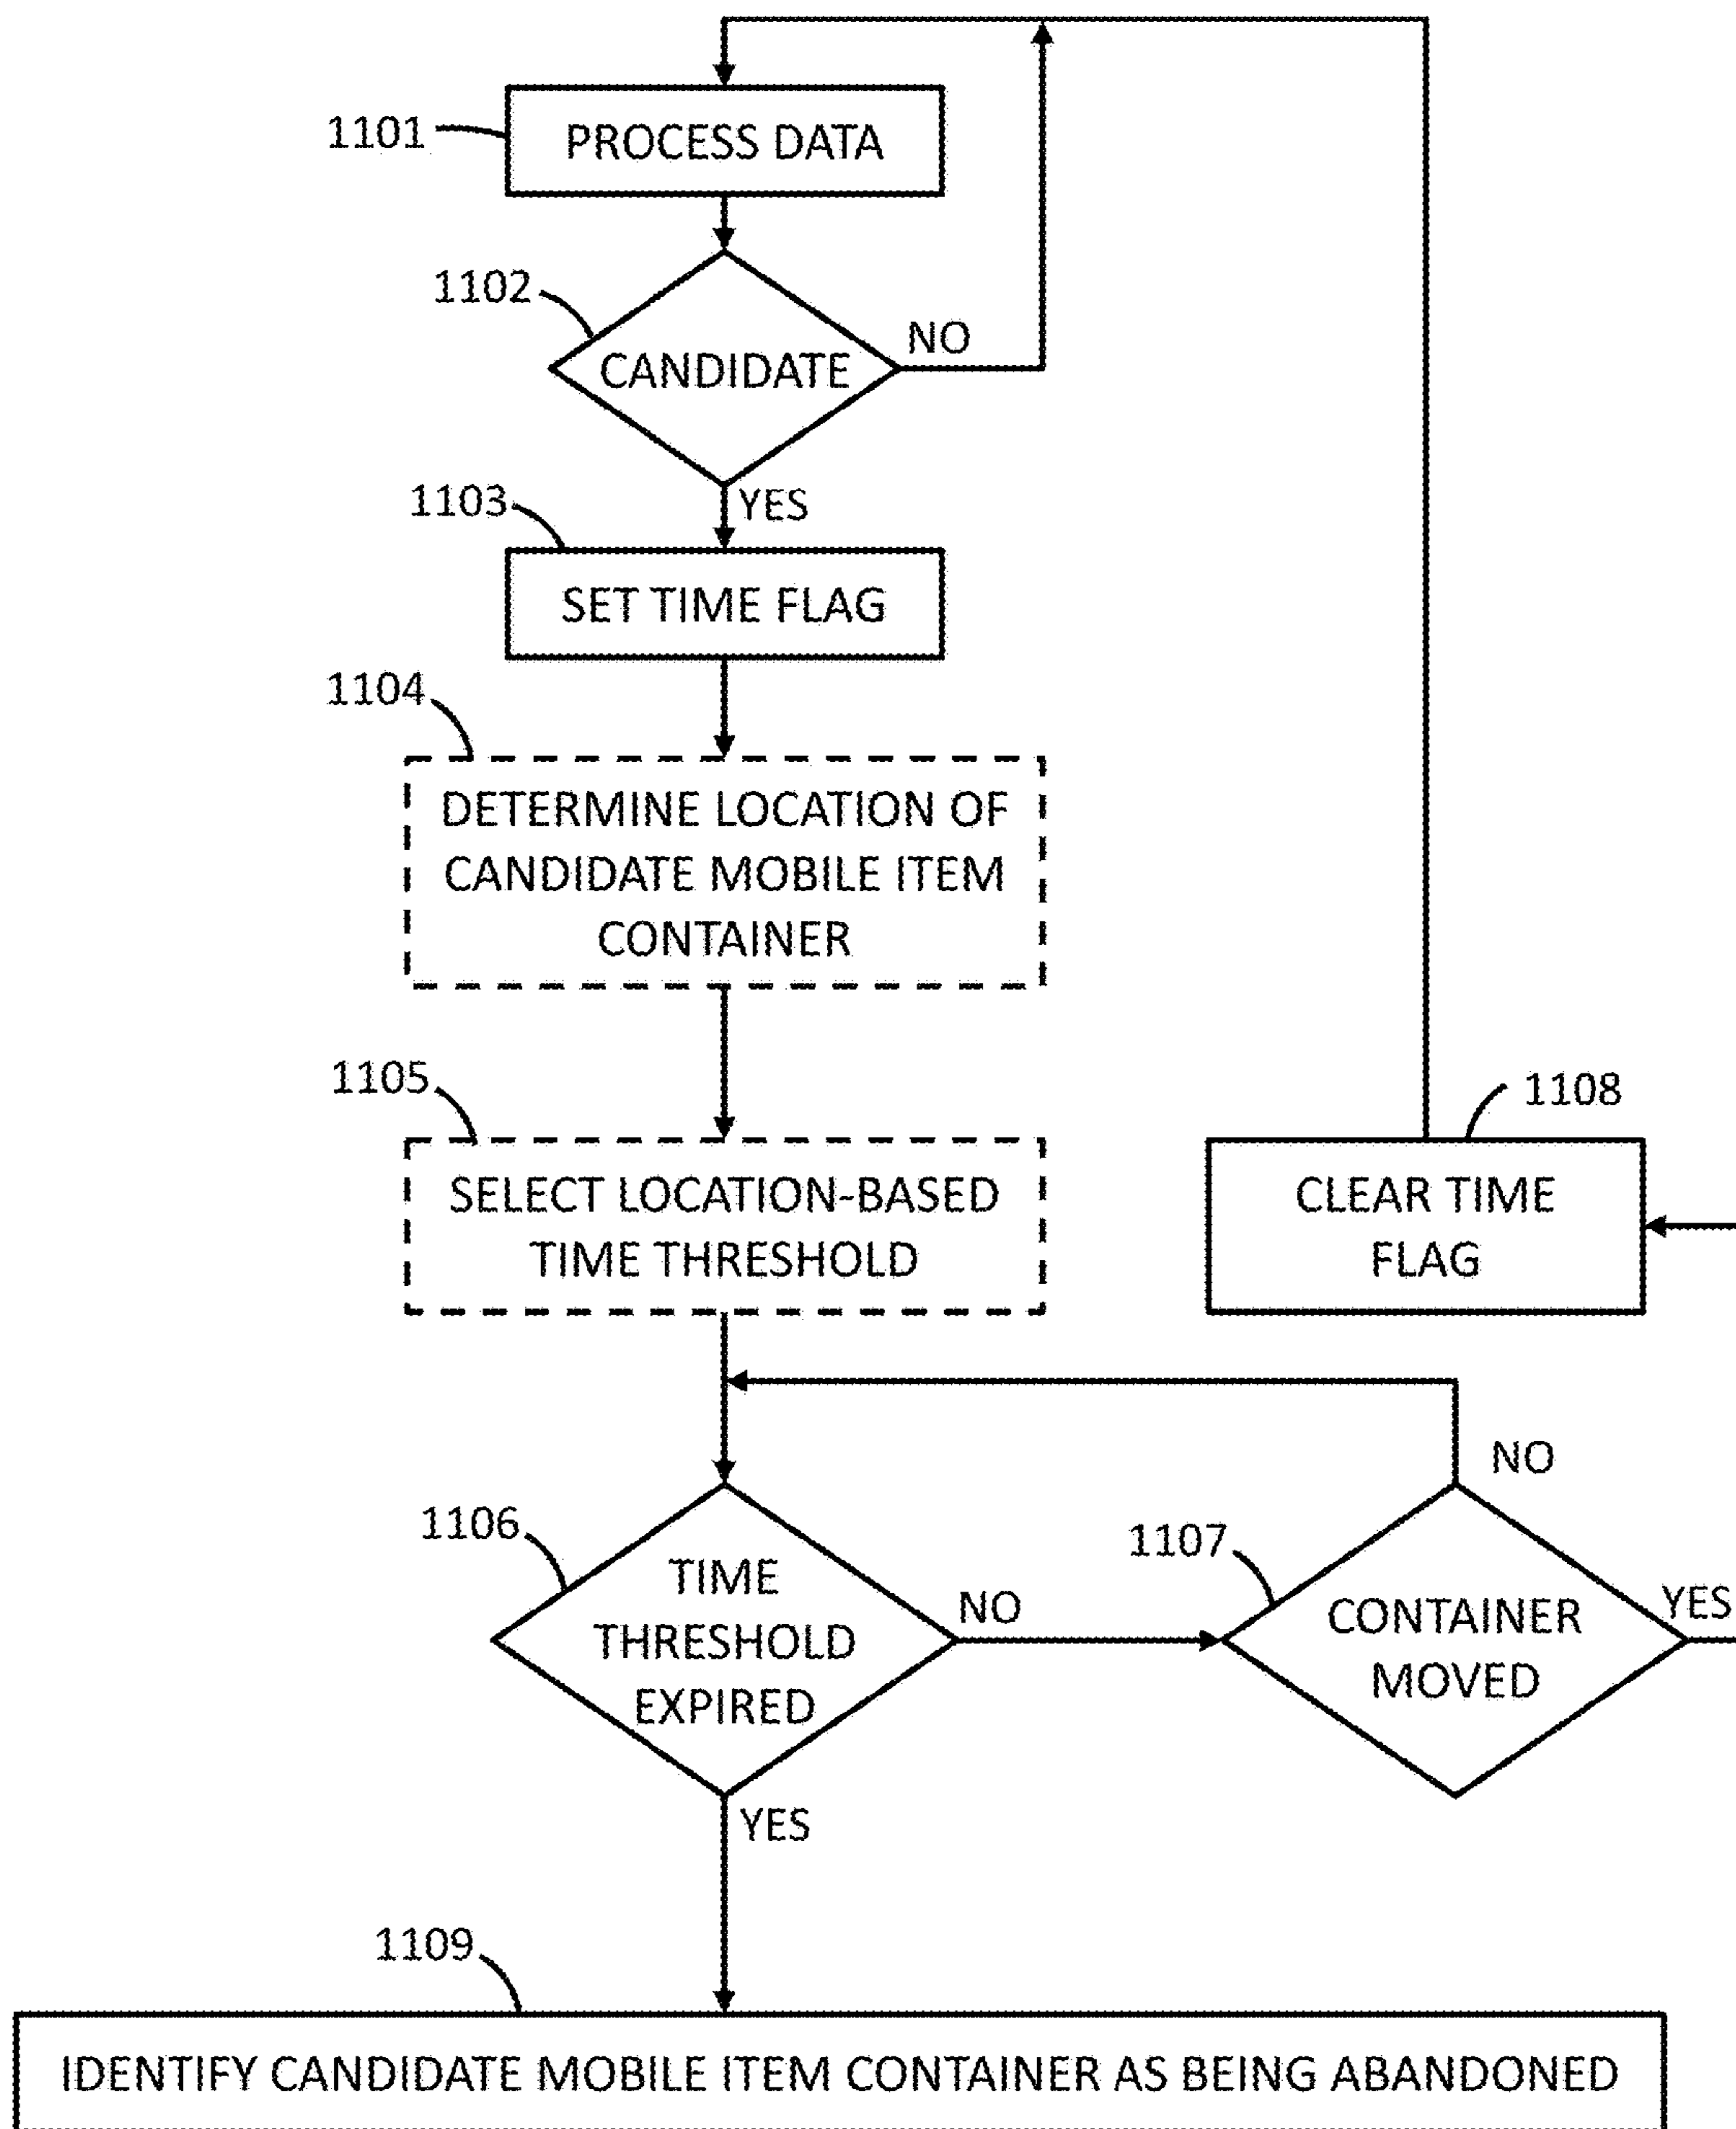 1101
PROCESS DATA
1102
NO
CANDIDATE
YES
1103
SET TIME FLAG
1104
DETERMINE LOCATION OF
CANDIDATE MOBILE ITEM
CONTAINER
1105
SELECT LOCATION-BASED
TIME THRESHOLD
1108
CLEAR TIME
FLAG
1106
TIME
THRESHOLD
EXPIRED
NO
YES
1107
NO
CONTAINER
MOVED
YES
1109
IDENTIFY CANDIDATE MOBILE ITEM CONTAINER AS BEING ABANDONED